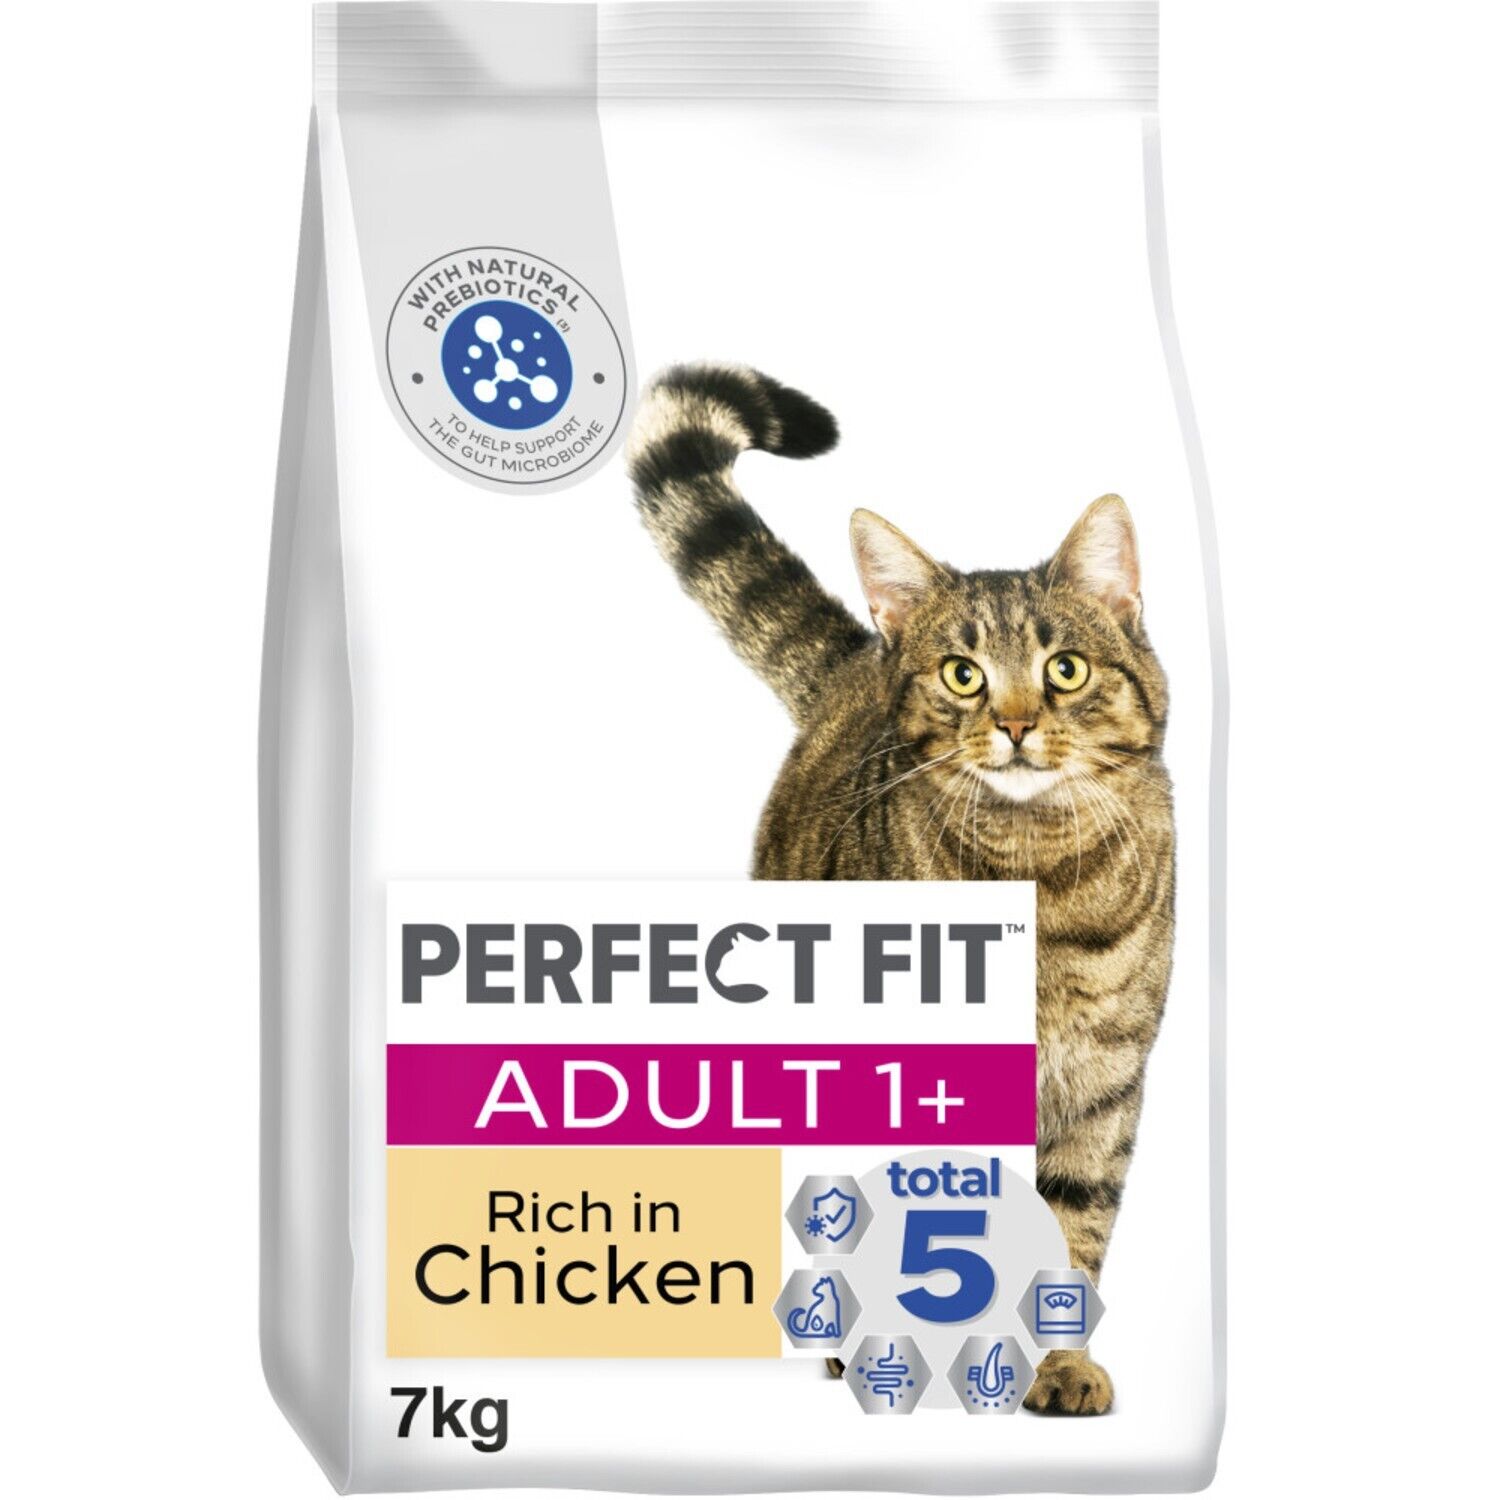 WITH NATURAL
PREBIOTICS (3)
TO HELP SUPPORT
THE GUT MICROBIOME
PERFECT FIT™
ADULT 1+
Rich in
Chicken
total
5
7kg